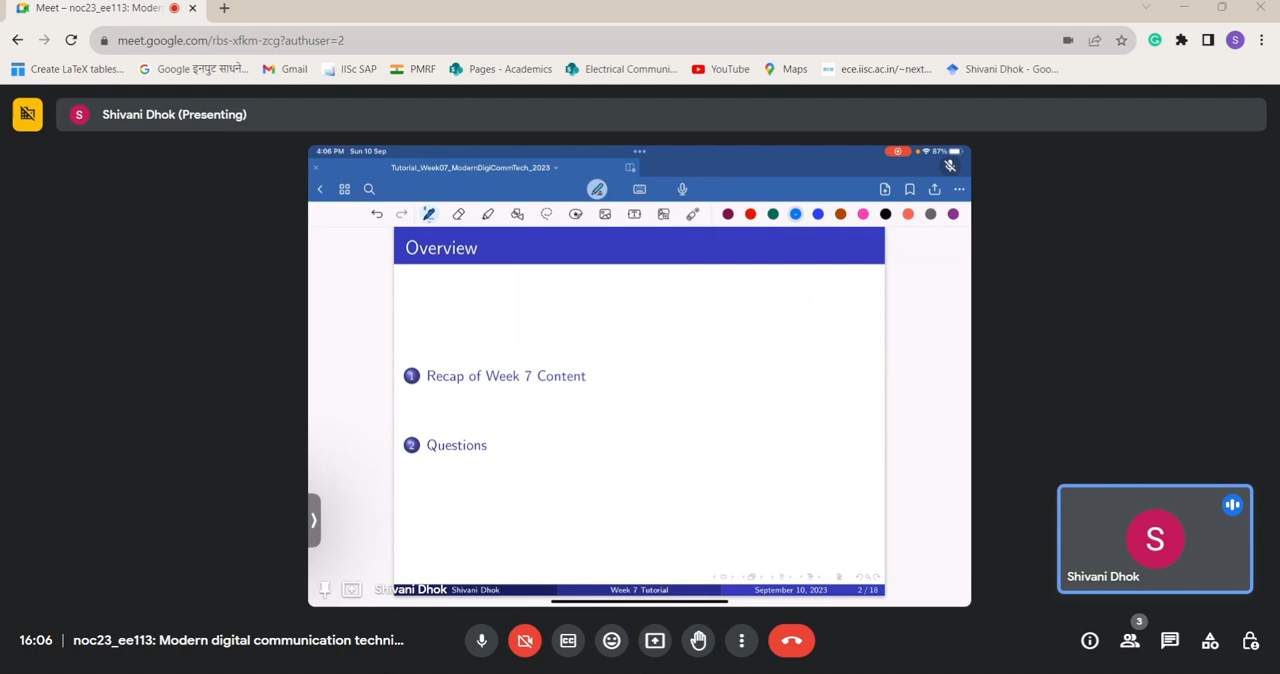 Meet – noc23_ee113: Modern
meet.google.com/rbs-xfkm-zcg?authuser=2
S
Create LaTeX tables...
Google इनपुट साधने...
Gmail
IISc SAP
PMRF
Pages - Academics
Electrical Communi...
YouTube
Maps
ece.iisc.ac.in/~next...
Shivani Dhok - Goo...
S Shivani Dhok (Presenting)
4:06 PM Sun 10 Sep
87%
Tutorial_Week07_ModernDigiCommTech_2023
Overview
1 Recap of Week 7 Content
2 Questions
Shivani Dhok Shivani Dhok Week 7 Tutorial September 10, 2023 2 / 18
S
Shivani Dhok
16:06 noc23_ee113: Modern digital communication techni...
3